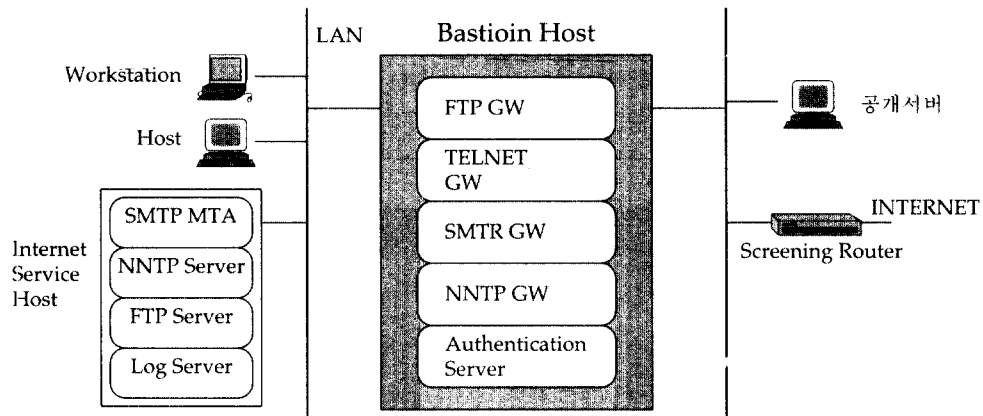 LAN
Bastioin Host
Workstation
Host
Internet
Service
Host
SMTP MTA
NNTP Server
FTP Server
Log Server
FTP GW
TELNET
GW
SMTR GW
NNTP GW
Authentication
Server
공개서버
INTERNET
Screening Router